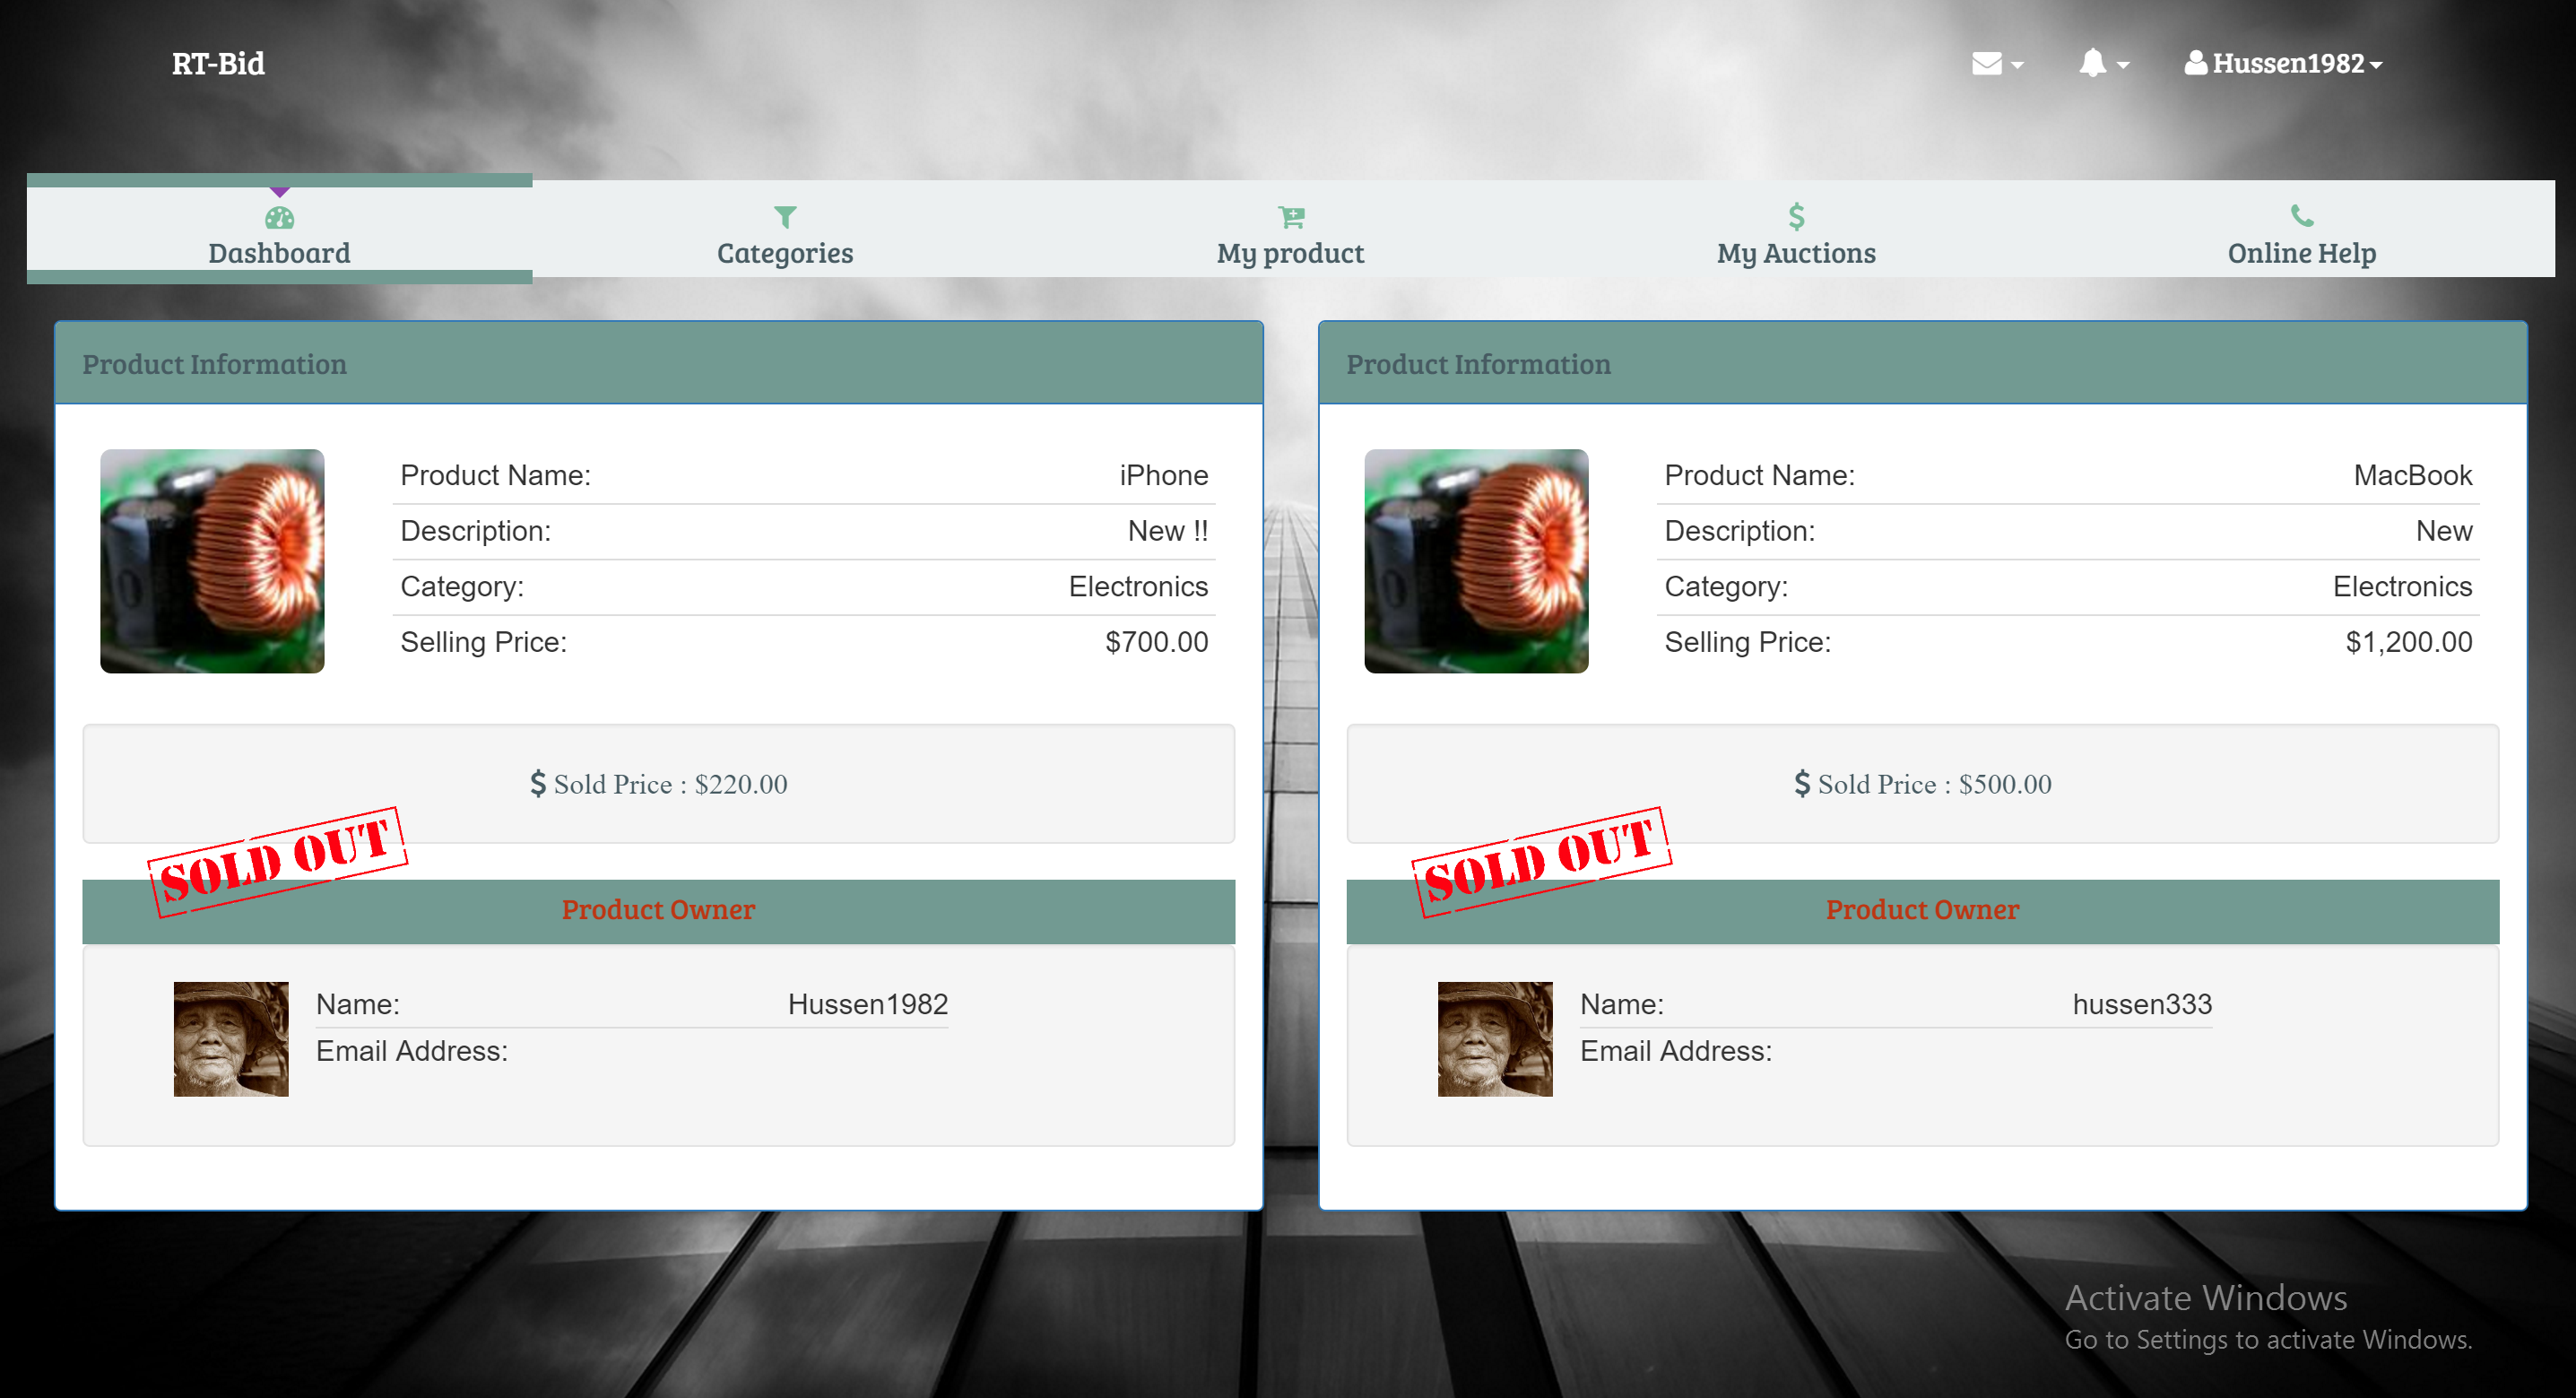 RT-Bid
Hussen1982
Dashboard
Categories
My product
My Auctions
Online Help
Product Information
Product Name: iPhone
Description: New !!
Category: Electronics
Selling Price: $700.00
$ Sold Price : $220.00
SOLD OUT
Product Owner
Name: Hussen1982
Email Address:
Product Information
Product Name: MacBook
Description: New
Category: Electronics
Selling Price: $1,200.00
$ Sold Price : $500.00
SOLD OUT
Product Owner
Name: hussen333
Email Address:
Activate Windows
Go to Settings to activate Windows.